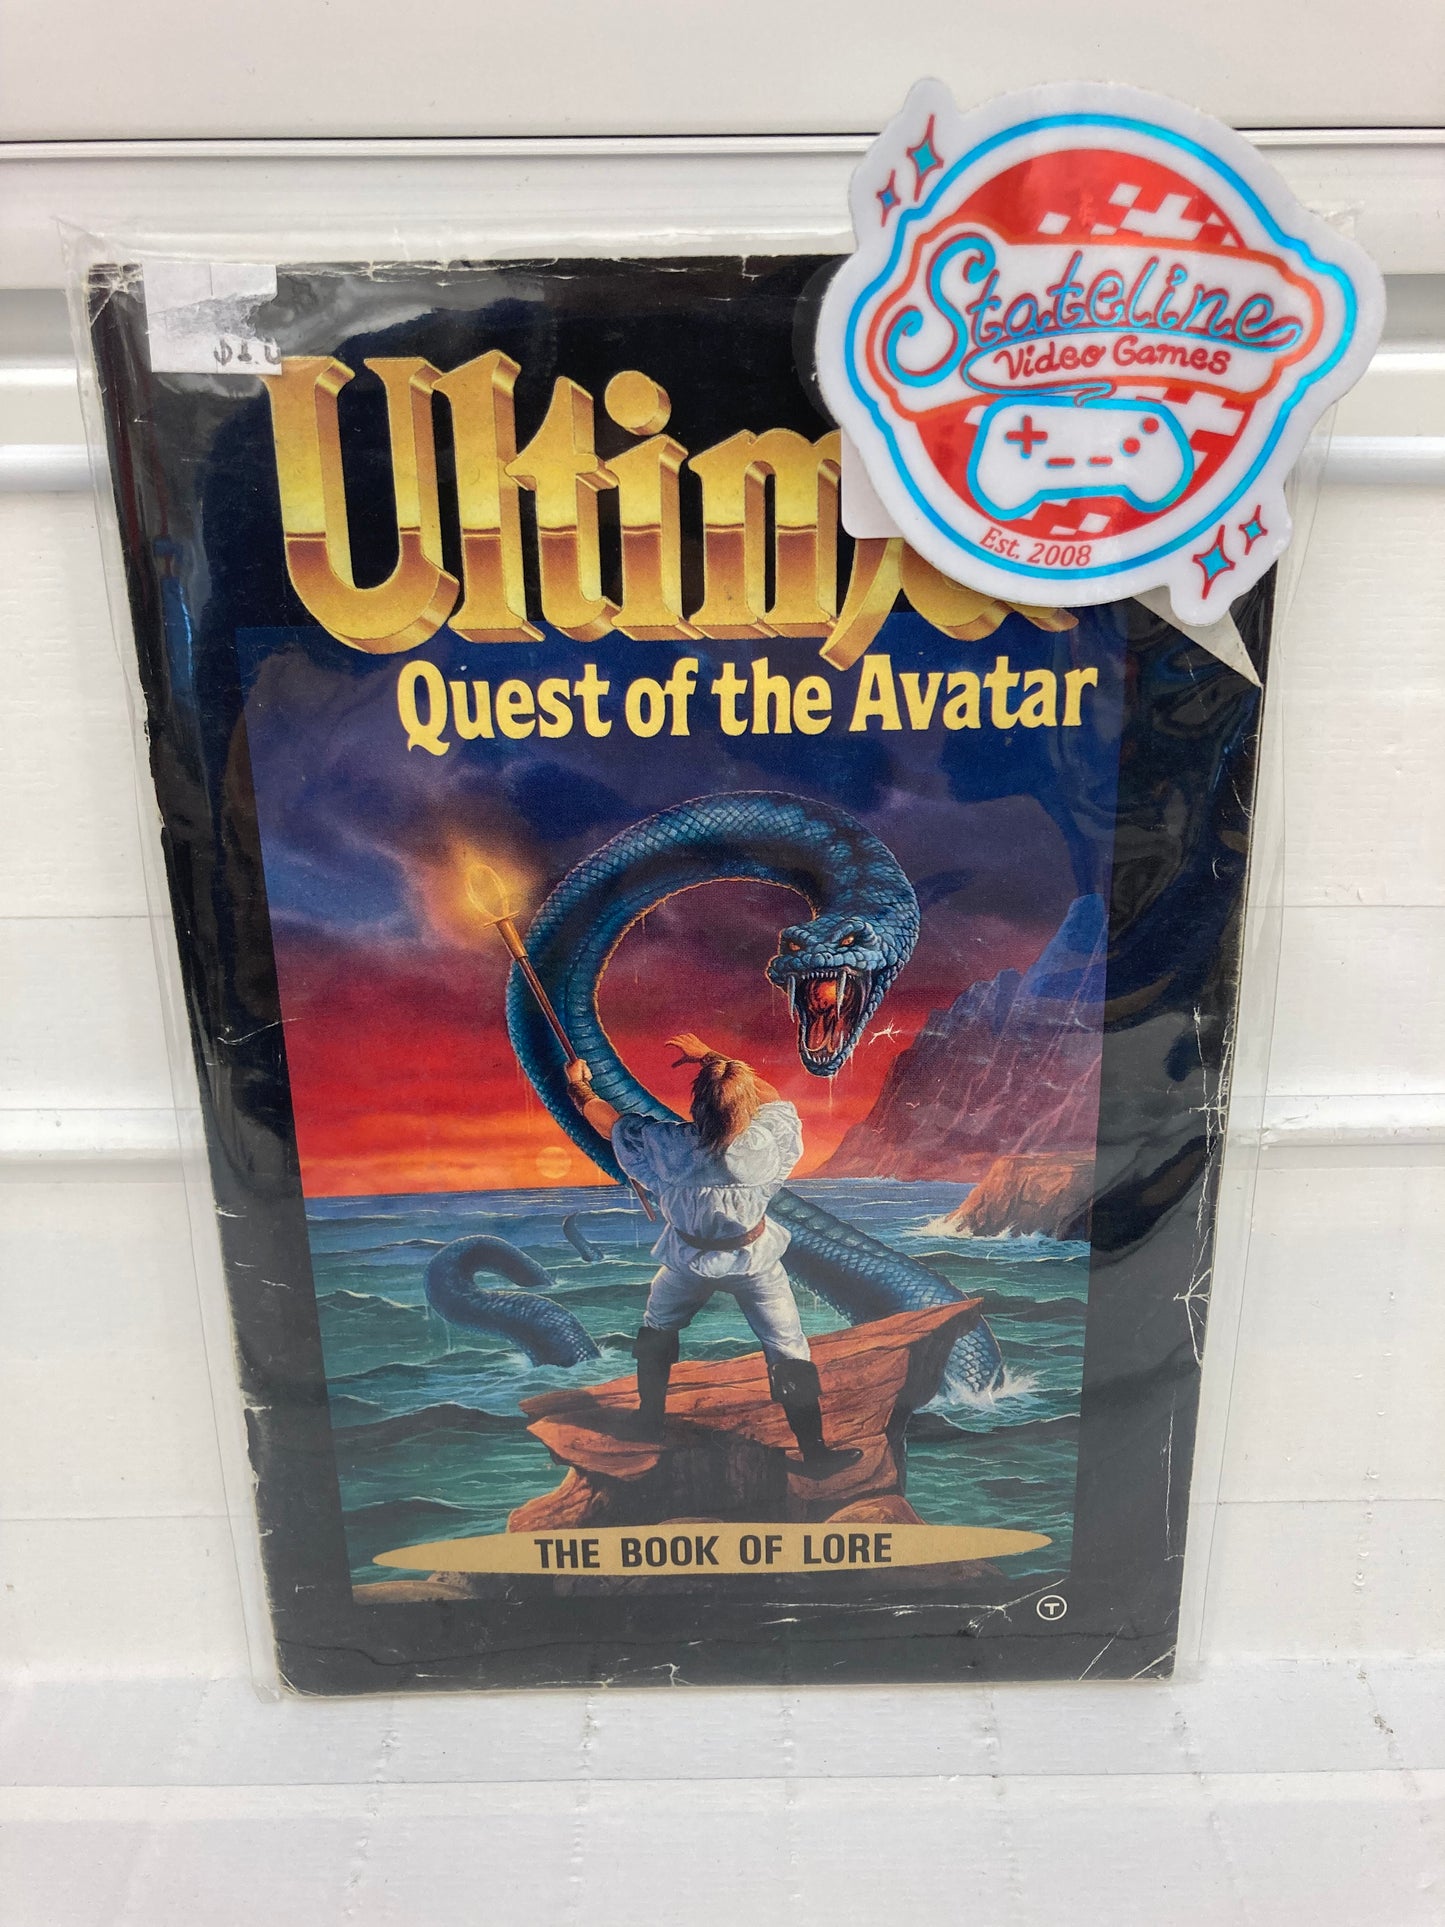 Stateline
Video Games
Est. 2008
Ultima
Quest of the Avatar
THE BOOK OF LORE
T